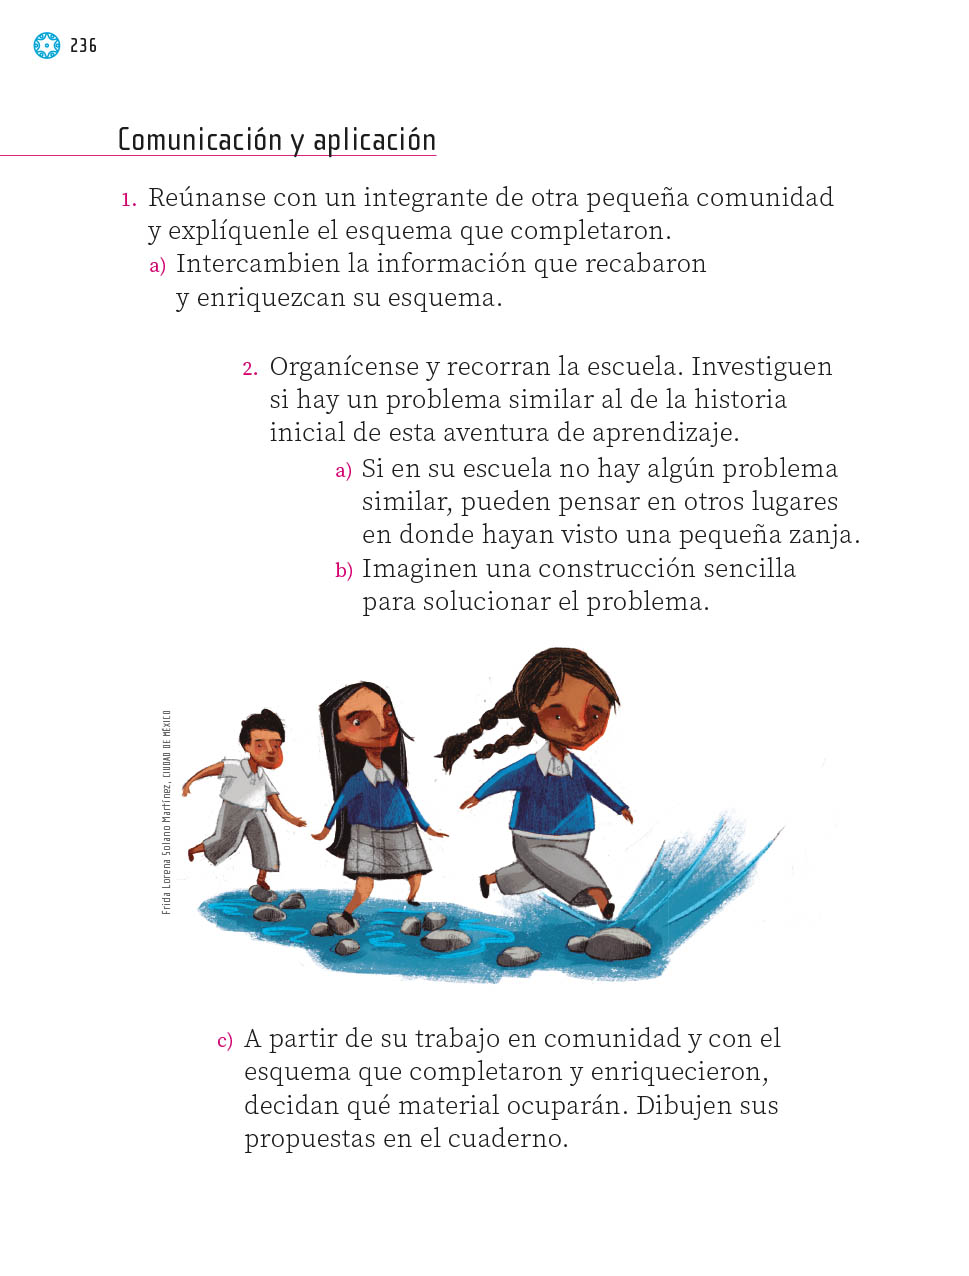 236
Comunicación y aplicación
1. Reúnanse con un integrante de otra pequeña comunidad
y explíquenle el esquema que completaron.
a) Intercambien la información que recabaron
y enriquezcan su esquema.
2. Organícense y recorran la escuela. Investiguen
si hay un problema similar al de la historia
inicial de esta aventura de aprendizaje.
a) Si en su escuela no hay algún problema
similar, pueden pensar en otros lugares
en donde hayan visto una pequeña zanja.
b) Imaginen una construcción sencilla
para solucionar el problema.
Frida Lorena Solano Martínez, CIUDAD DE MÉXICO
c) A partir de su trabajo en comunidad y con el
esquema que completaron y enriquecieron,
decidan qué material ocuparán. Dibujen sus
propuestas en el cuaderno.